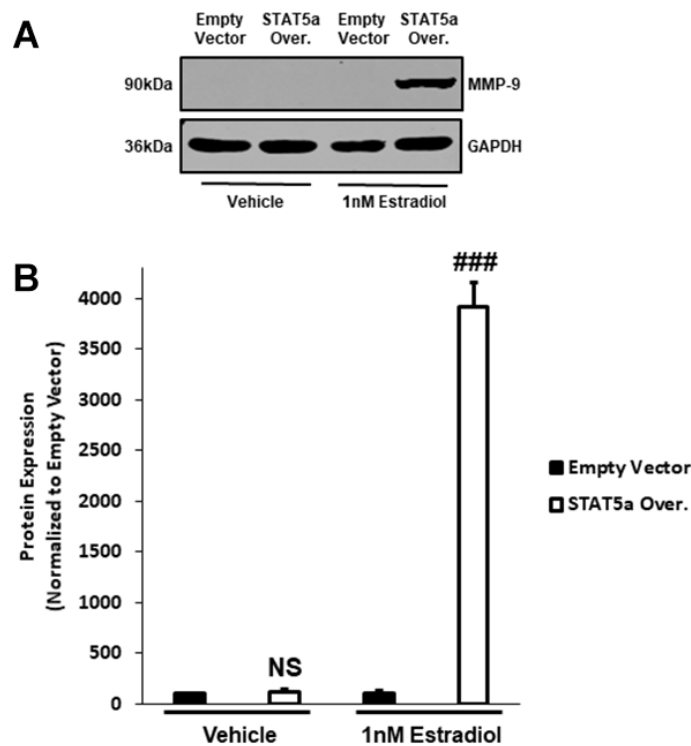 A
Empty Vector
STAT5a Over.
Empty Vector
STAT5a Over.
90kDa
MMP-9
36kDa
GAPDH
Vehicle
1nM Estradiol
B
###
4000
3500
3000
2500
2000
1500
1000
500
0
Protein Expression
(Normalized to Empty Vector)
NS
Empty Vector
STAT5a Over.
Vehicle
1nM Estradiol